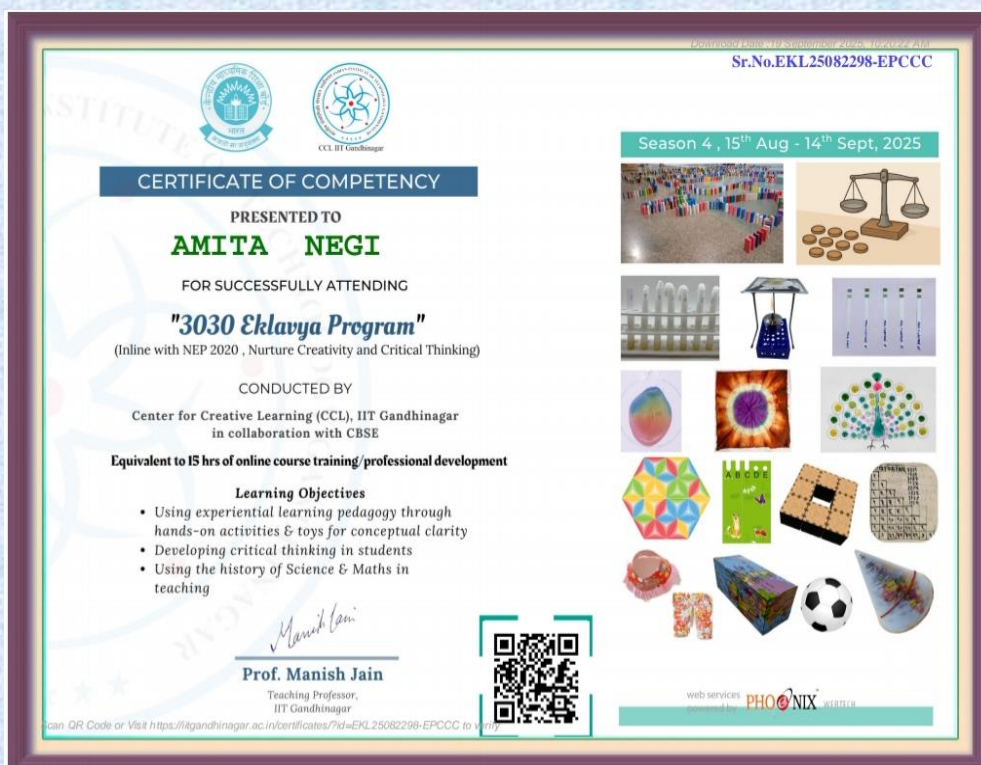 Download Date :19 September 2025, 10:20:22 AM
Sr.No.EKL25082298-EPCCC
भारत
CCL IIT Gandhinagar
CERTIFICATE OF COMPETENCY
PRESENTED TO
AMITA NEGI
FOR SUCCESSFULLY ATTENDING
"3030 Eklavya Program"
(Inline with NEP 2020 , Nurture Creativity and Critical Thinking)
CONDUCTED BY
Center for Creative Learning (CCL), IIT Gandhinagar
in collaboration with CBSE
Equivalent to 15 hrs of online course training/professional development
Learning Objectives
• Using experiential learning pedagogy through
hands-on activities & toys for conceptual clarity
• Developing critical thinking in students
• Using the history of Science & Maths in
teaching
Manish Jain
Prof. Manish Jain
Teaching Professor,
IIT Gandhinagar
Scan QR Code or Visit https://iitgandhinagar.ac.in/certificates/?id=EKL25082298-EPCCC to verify
Season 4 , 15th Aug - 14th Sept, 2025
A B C D E
web services
powered by PHOENIX WEBTECH